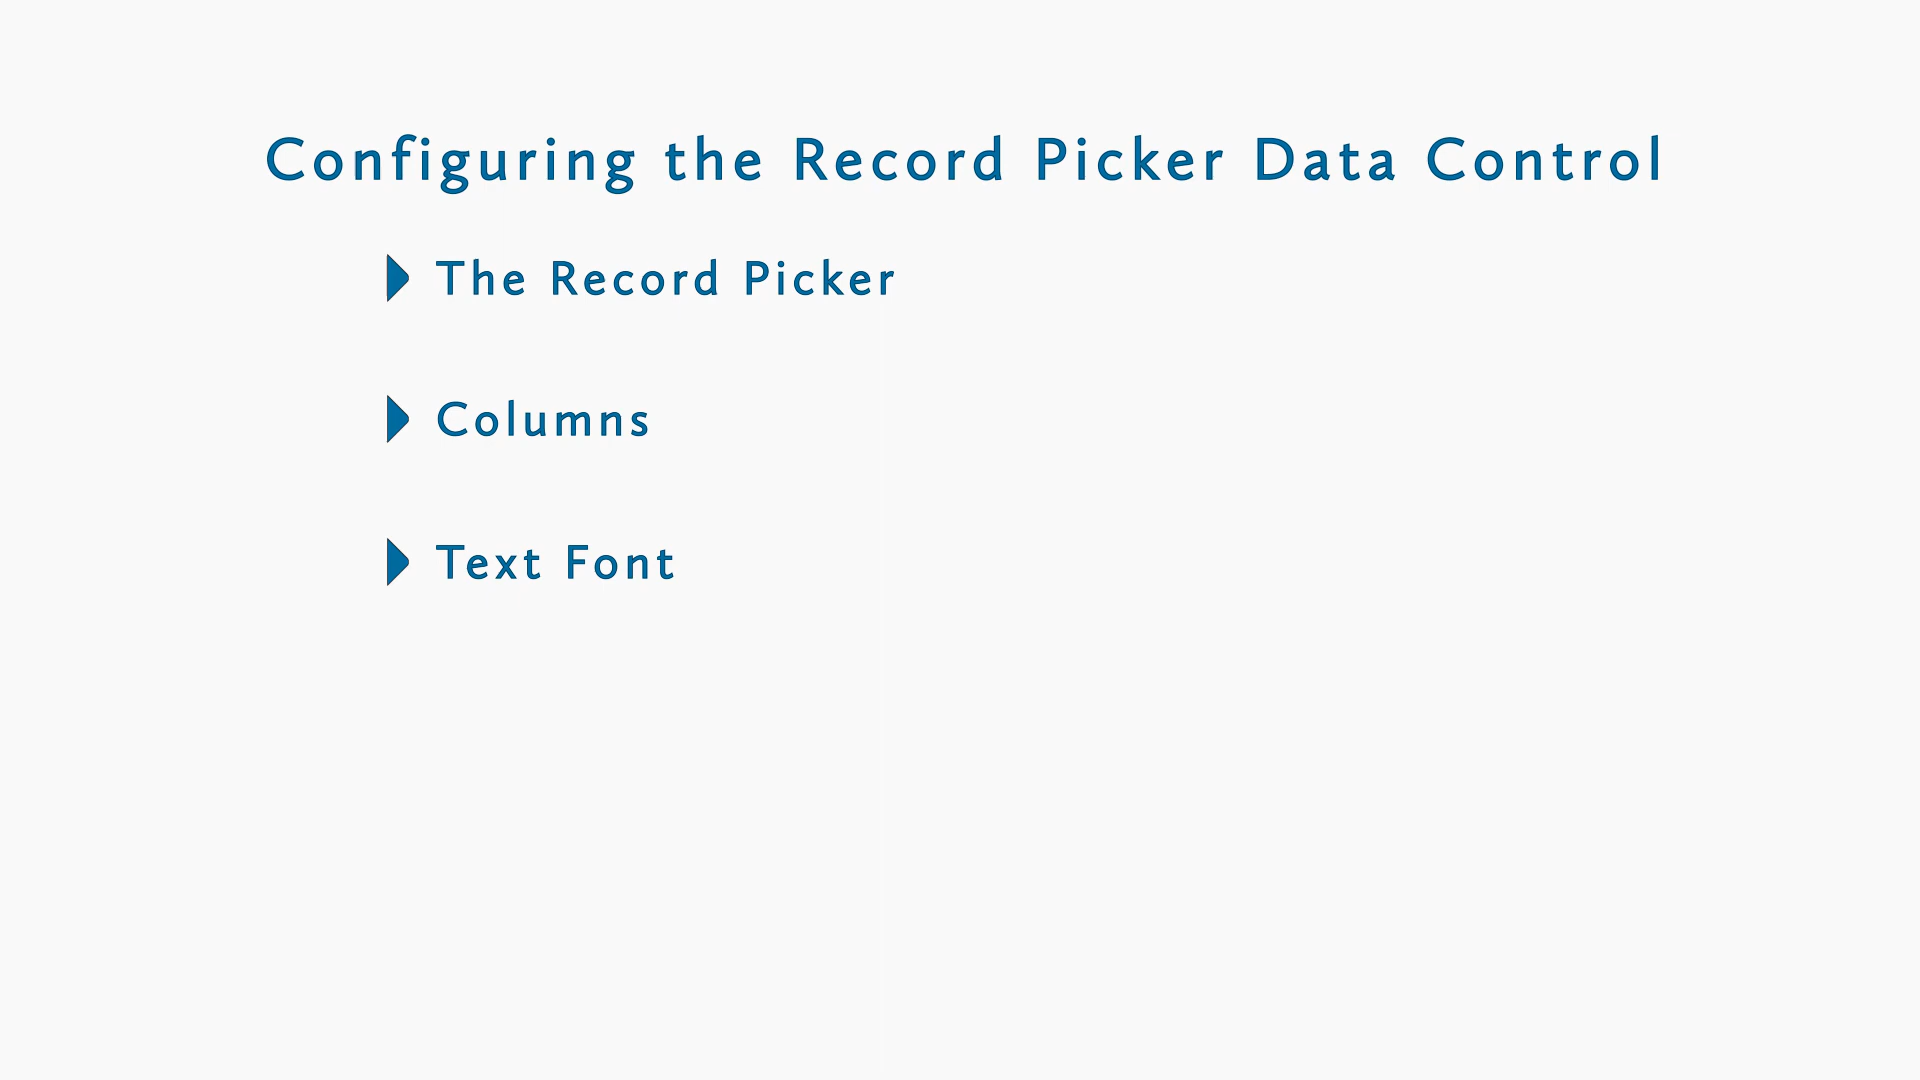 Configuring the Record Picker Data Control
The Record Picker
Columns
Text Font